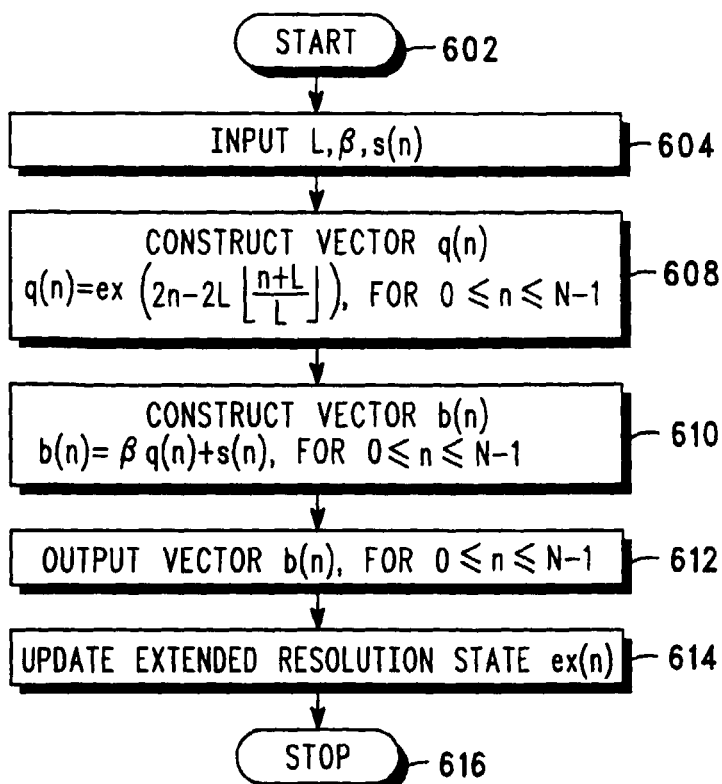 START 602
INPUT L, β, s(n) 604
CONSTRUCT VECTOR q(n)
q(n)=ex (2n-2L ⌊n+L/L⌋), FOR 0 ⩽ n ⩽ N-1 608
CONSTRUCT VECTOR b(n)
b(n)= β q(n)+s(n), FOR 0⩽ n ⩽ N-1 610
OUTPUT VECTOR b(n), FOR 0 ⩽ n ⩽ N-1 612
UPDATE EXTENDED RESOLUTION STATE ex(n) 614
STOP 616